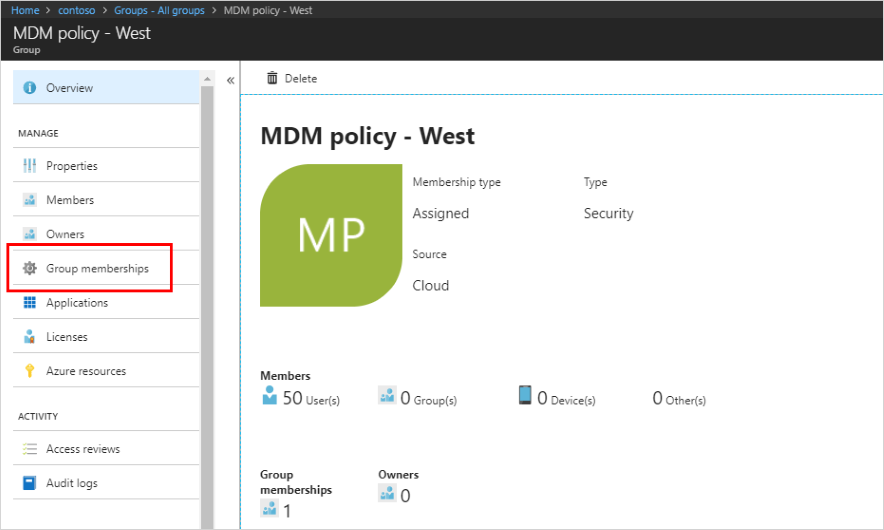 Home > contoso > Groups - All groups > MDM policy - West
MDM policy - West
Group
Overview
MANAGE
Properties
Members
Owners
Group memberships
Applications
Licenses
Azure resources
ACTIVITY
Access reviews
Audit logs
«
Delete
MDM policy - West
MP
Membership type
Type
Assigned
Security
Source
Cloud
Members
50 User(s)
0 Group(s)
0 Device(s)
0 Other(s)
Group
memberships
1
Owners
0